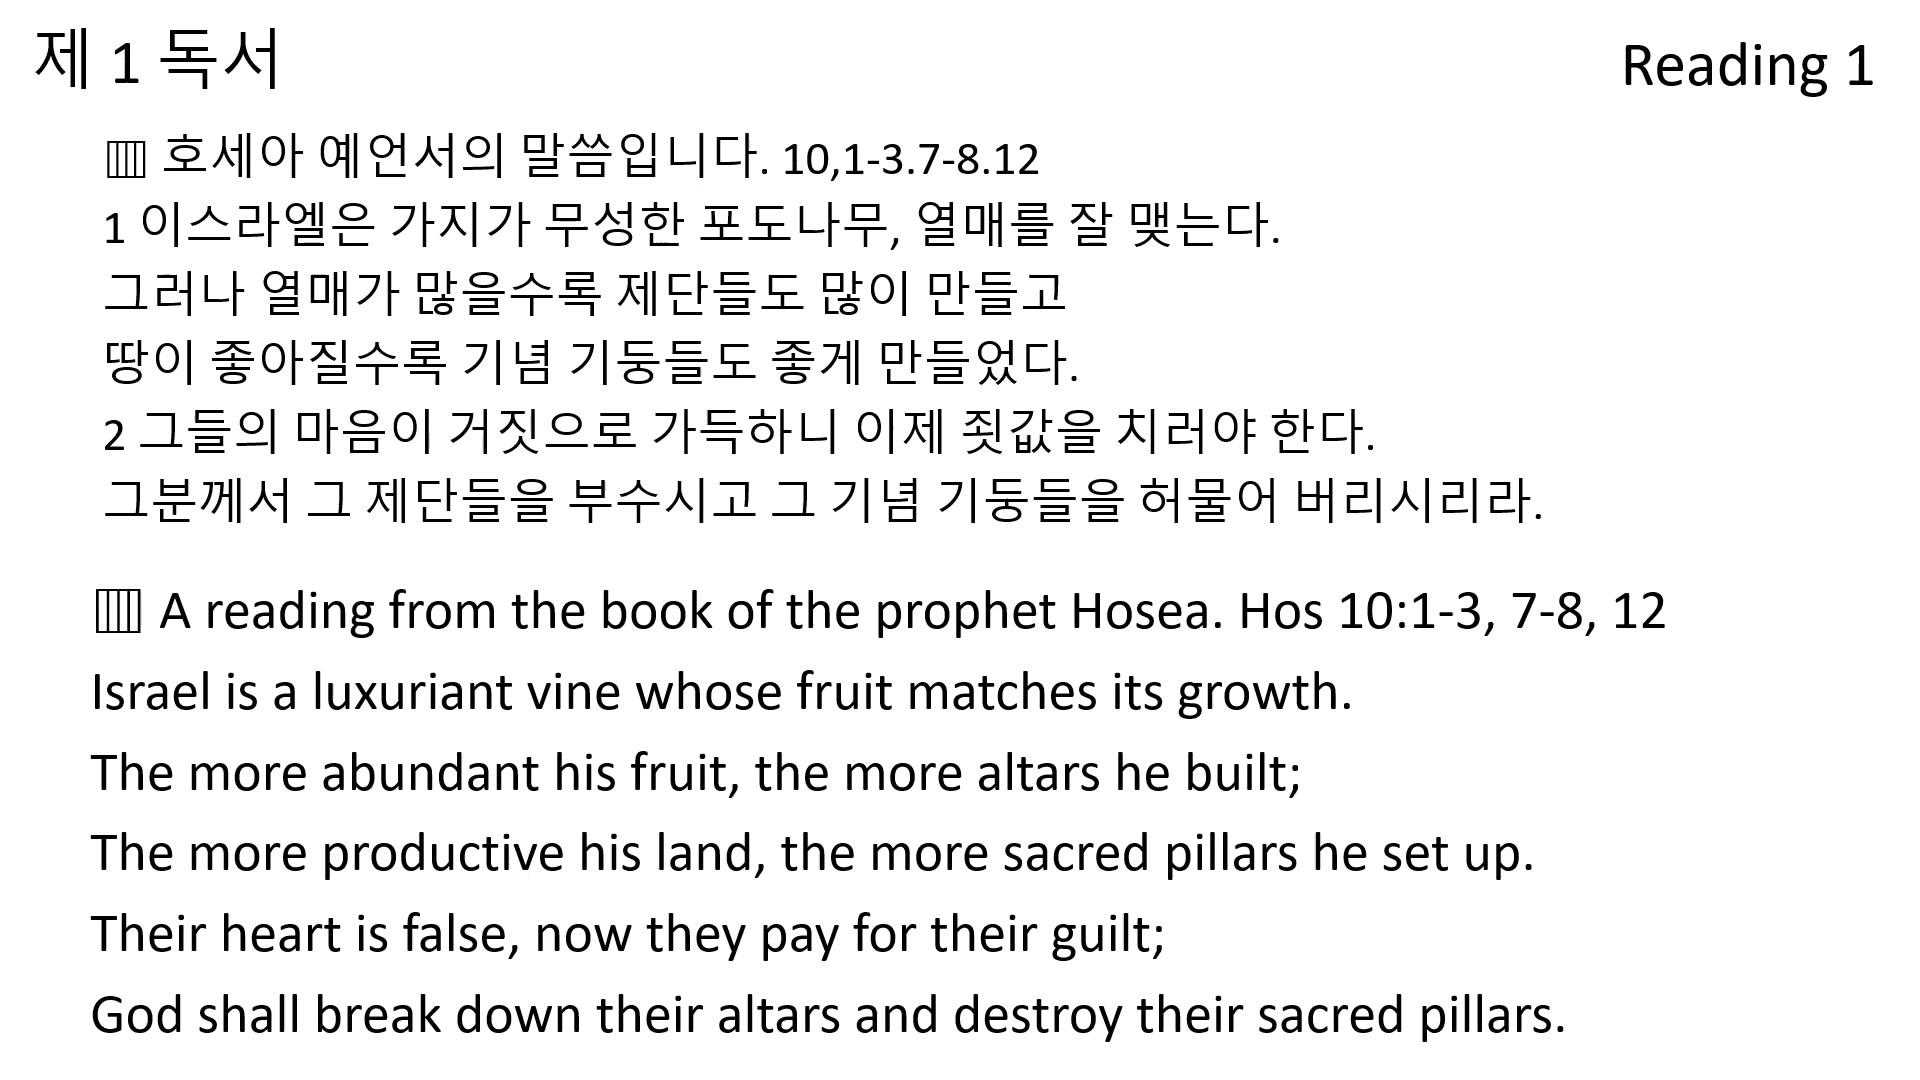 제 1 독서
Reading 1
▥ 호세아 예언서의 말씀입니다. 10,1-3.7-8.12
1 이스라엘은 가지가 무성한 포도나무, 열매를 잘 맺는다.
그러나 열매가 많을수록 제단들도 많이 만들고
땅이 좋아질수록 기념 기둥들도 좋게 만들었다.
2 그들의 마음이 거짓으로 가득하니 이제 죗값을 치러야 한다.
그분께서 그 제단들을 부수시고 그 기념 기둥들을 허물어 버리시리라.
▥ A reading from the book of the prophet Hosea. Hos 10:1-3, 7-8, 12
Israel is a luxuriant vine whose fruit matches its growth.
The more abundant his fruit, the more altars he built;
The more productive his land, the more sacred pillars he set up.
Their heart is false, now they pay for their guilt;
God shall break down their altars and destroy their sacred pillars.